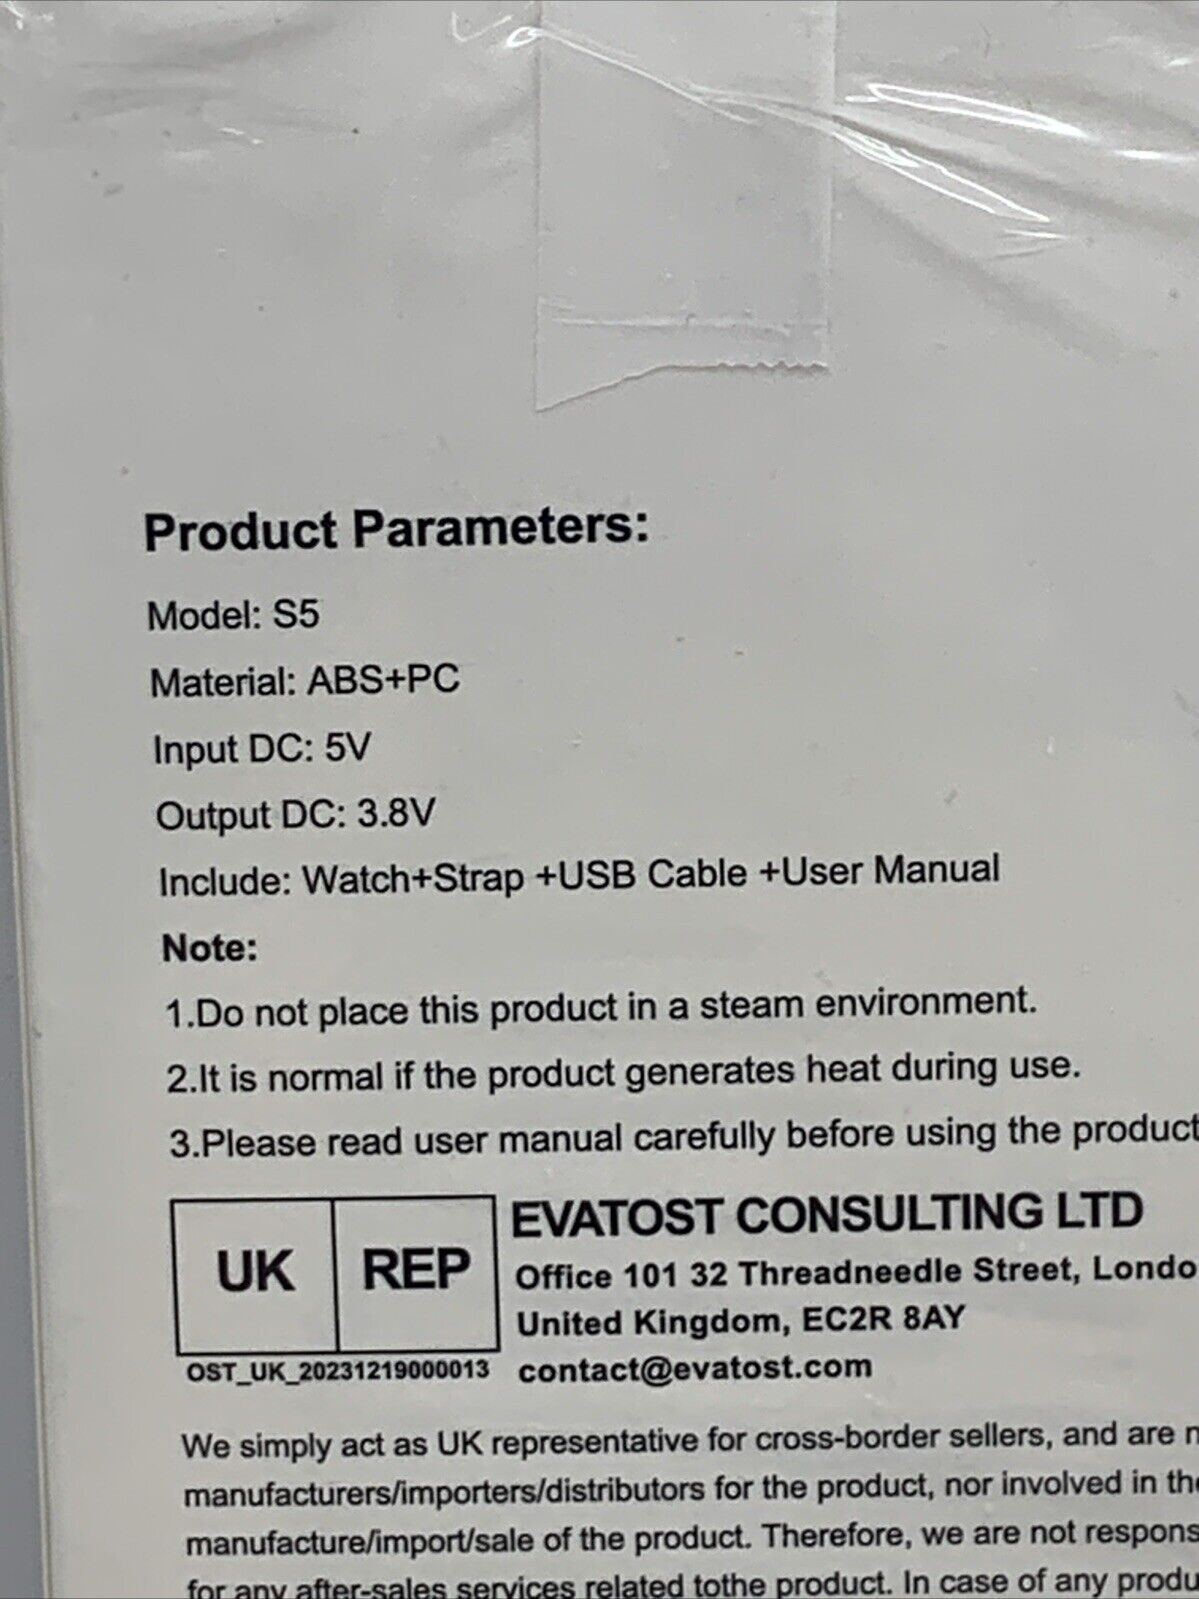 Product Parameters:
Model: S5
Material: ABS+PC
Input DC: 5V
Output DC: 3.8V
Include: Watch+Strap +USB Cable +User Manual
Note:
1.Do not place this product in a steam environment.
2.It is normal if the product generates heat during use.
3.Please read user manual carefully before using the product
UK REP
OST_UK_20231219000013
EVATOST CONSULTING LTD
Office 101 32 Threadneedle Street, Londo
United Kingdom, EC2R 8AY
contact@evatost.com
We simply act as UK representative for cross-border sellers, and are
manufacturers/importers/distributors for the product, nor involved in the
manufacture/import/sale of the product. Therefore, we are not respons
for any after-sales services related tothe product. In case of any produ